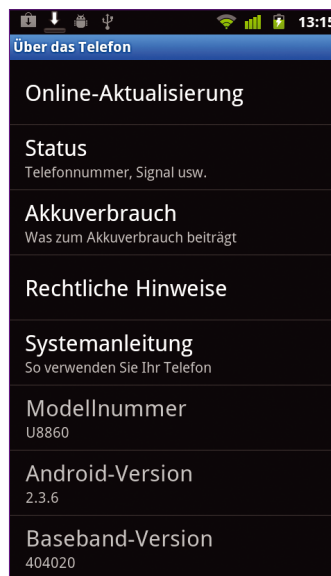 13:15
Über das Telefon
Online-Aktualisierung
Status
Telefonnummer, Signal usw.
Akkuverbrauch
Was zum Akkuverbrauch beiträgt
Rechtliche Hinweise
Systemanleitung
So verwenden Sie Ihr Telefon
Modellnummer
U8860
Android-Version
2.3.6
Baseband-Version
404020